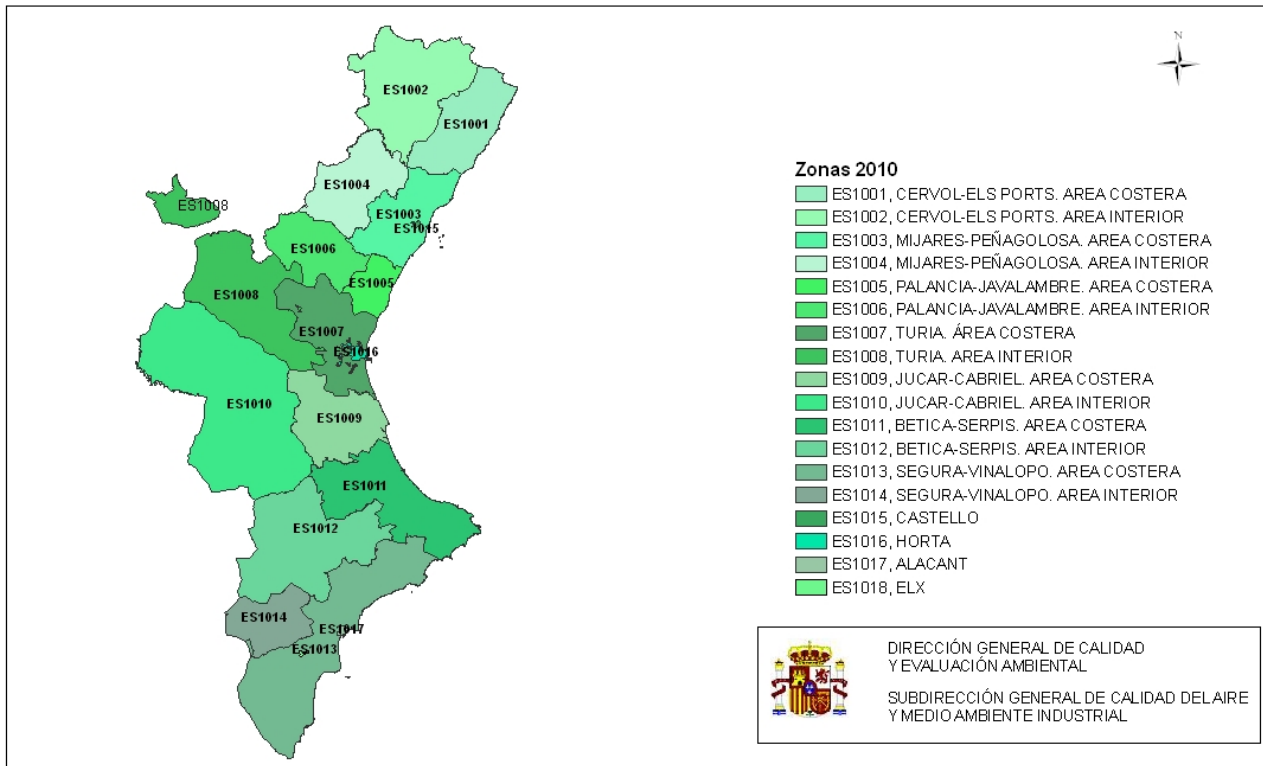 N
ES1002
ES1001
ES1004
ES1008
ES1003
ES1015
ES1006
ES1005
ES1008
ES1007
ES1016
ES1010
ES1009
ES1011
ES1012
ES1014
ES1017
ES1013
Zonas 2010
ES1001, CERVOL-ELS PORTS. AREA COSTERA
ES1002, CERVOL-ELS PORTS. AREA INTERIOR
ES1003, MIJARES-PEÑAGOLOSA. AREA COSTERA
ES1004, MIJARES-PEÑAGOLOSA. AREA INTERIOR
ES1005, PALANCIA-JAVALAMBRE. AREA COSTERA
ES1006, PALANCIA-JAVALAMBRE. AREA INTERIOR
ES1007, TURIA. ÁREA COSTERA
ES1008, TURIA. AREA INTERIOR
ES1009, JUCAR-CABRIEL. AREA COSTERA
ES1010, JUCAR-CABRIEL. AREA INTERIOR
ES1011, BETICA-SERPIS. AREA COSTERA
ES1012, BETICA-SERPIS. AREA INTERIOR
ES1013, SEGURA-VINALOPO. AREA COSTERA
ES1014, SEGURA-VINALOPO. AREA INTERIOR
ES1015, CASTELLO
ES1016, HORTA
ES1017, ALACANT
ES1018, ELX
DIRECCIÓN GENERAL DE CALIDAD
Y EVALUACIÓN AMBIENTAL
SUBDIRECCIÓN GENERAL DE CALIDAD DEL AIRE
Y MEDIO AMBIENTE INDUSTRIAL